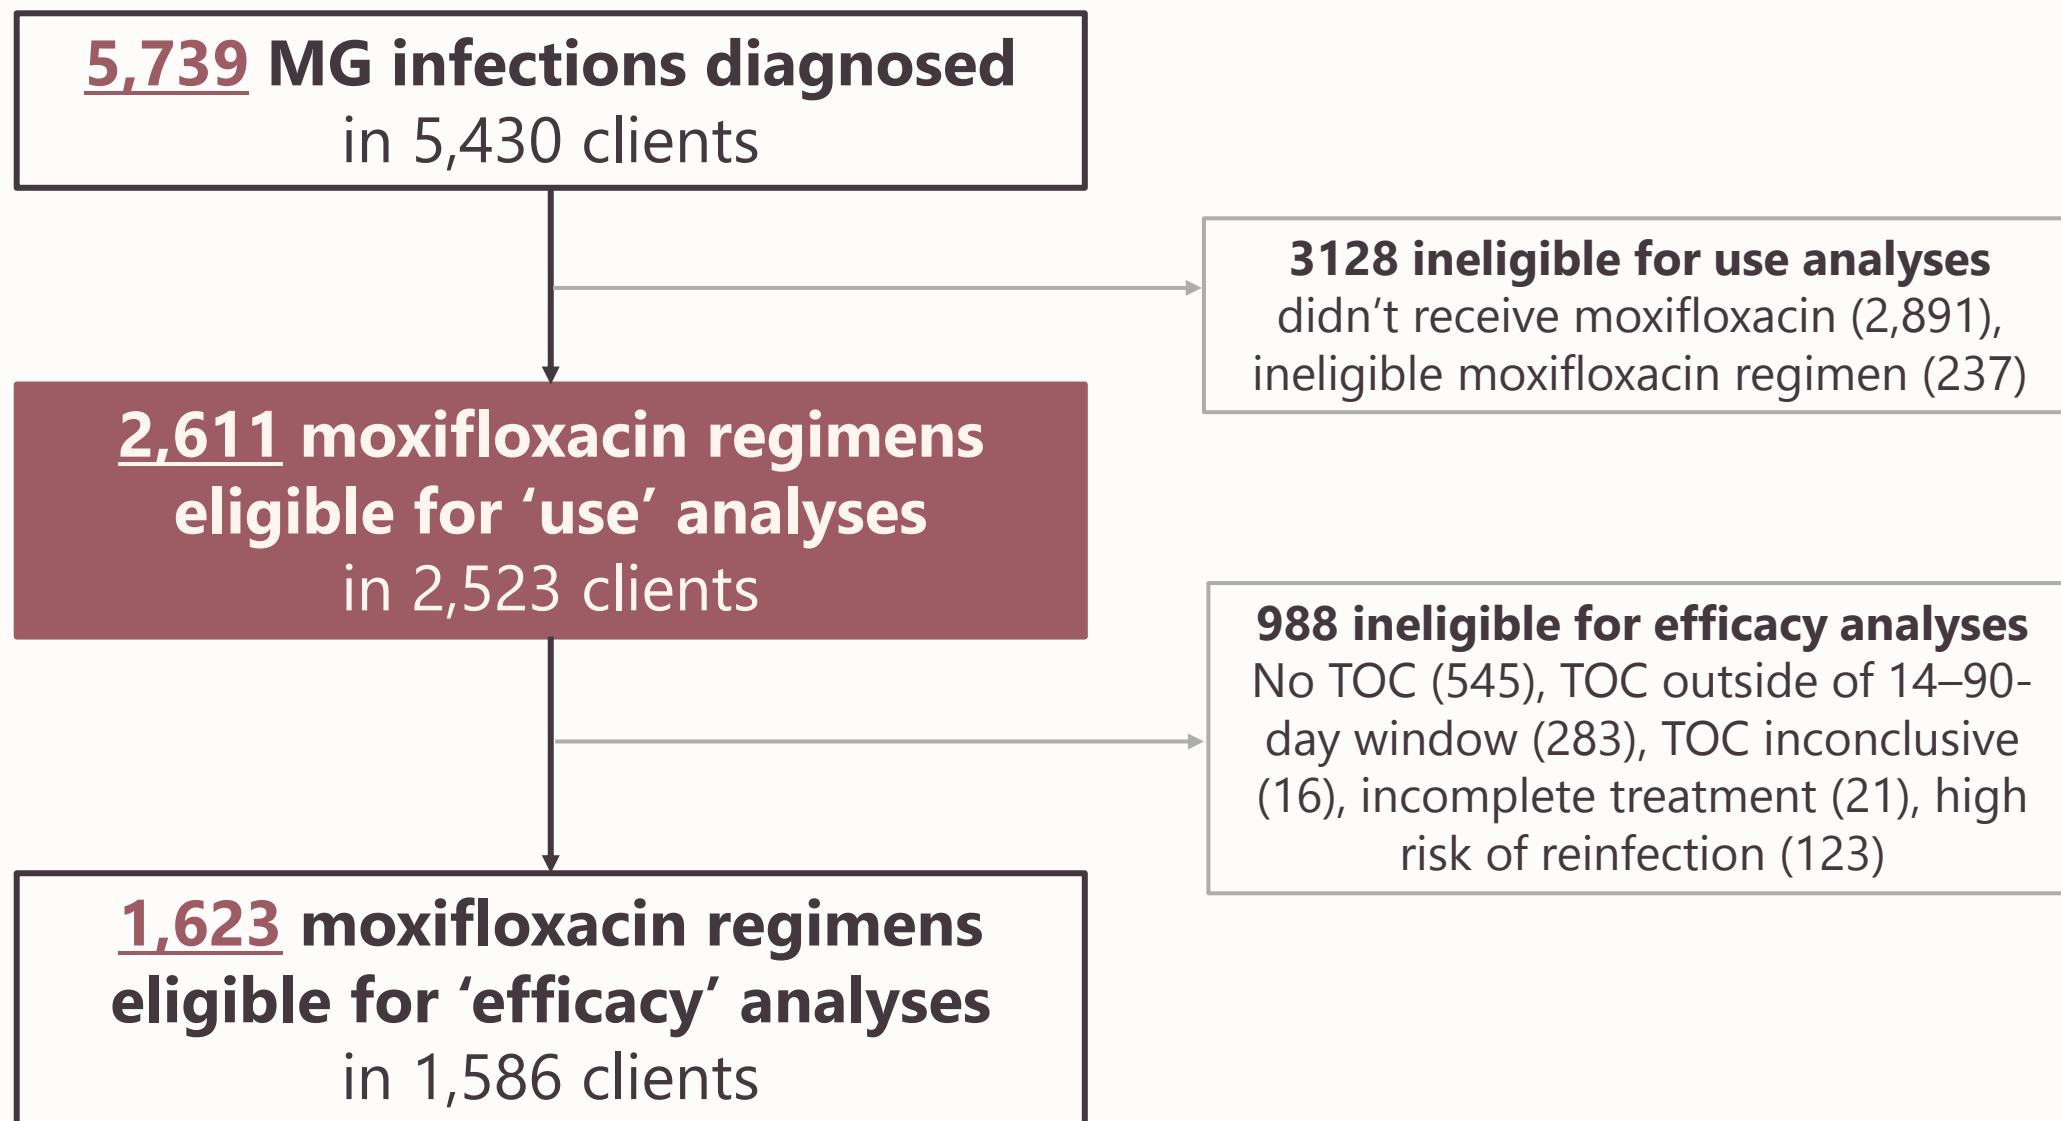 5,739 MG infections diagnosed
in 5,430 clients
3128 ineligible for use analyses
didn’t receive moxifloxacin (2,891),
ineligible moxifloxacin regimen (237)
2,611 moxifloxacin regimens
eligible for ‘use’ analyses
in 2,523 clients
988 ineligible for efficacy analyses
No TOC (545), TOC outside of 14–90-
day window (283), TOC inconclusive
(16), incomplete treatment (21), high
risk of reinfection (123)
1,623 moxifloxacin regimens
eligible for ‘efficacy’ analyses
in 1,586 clients